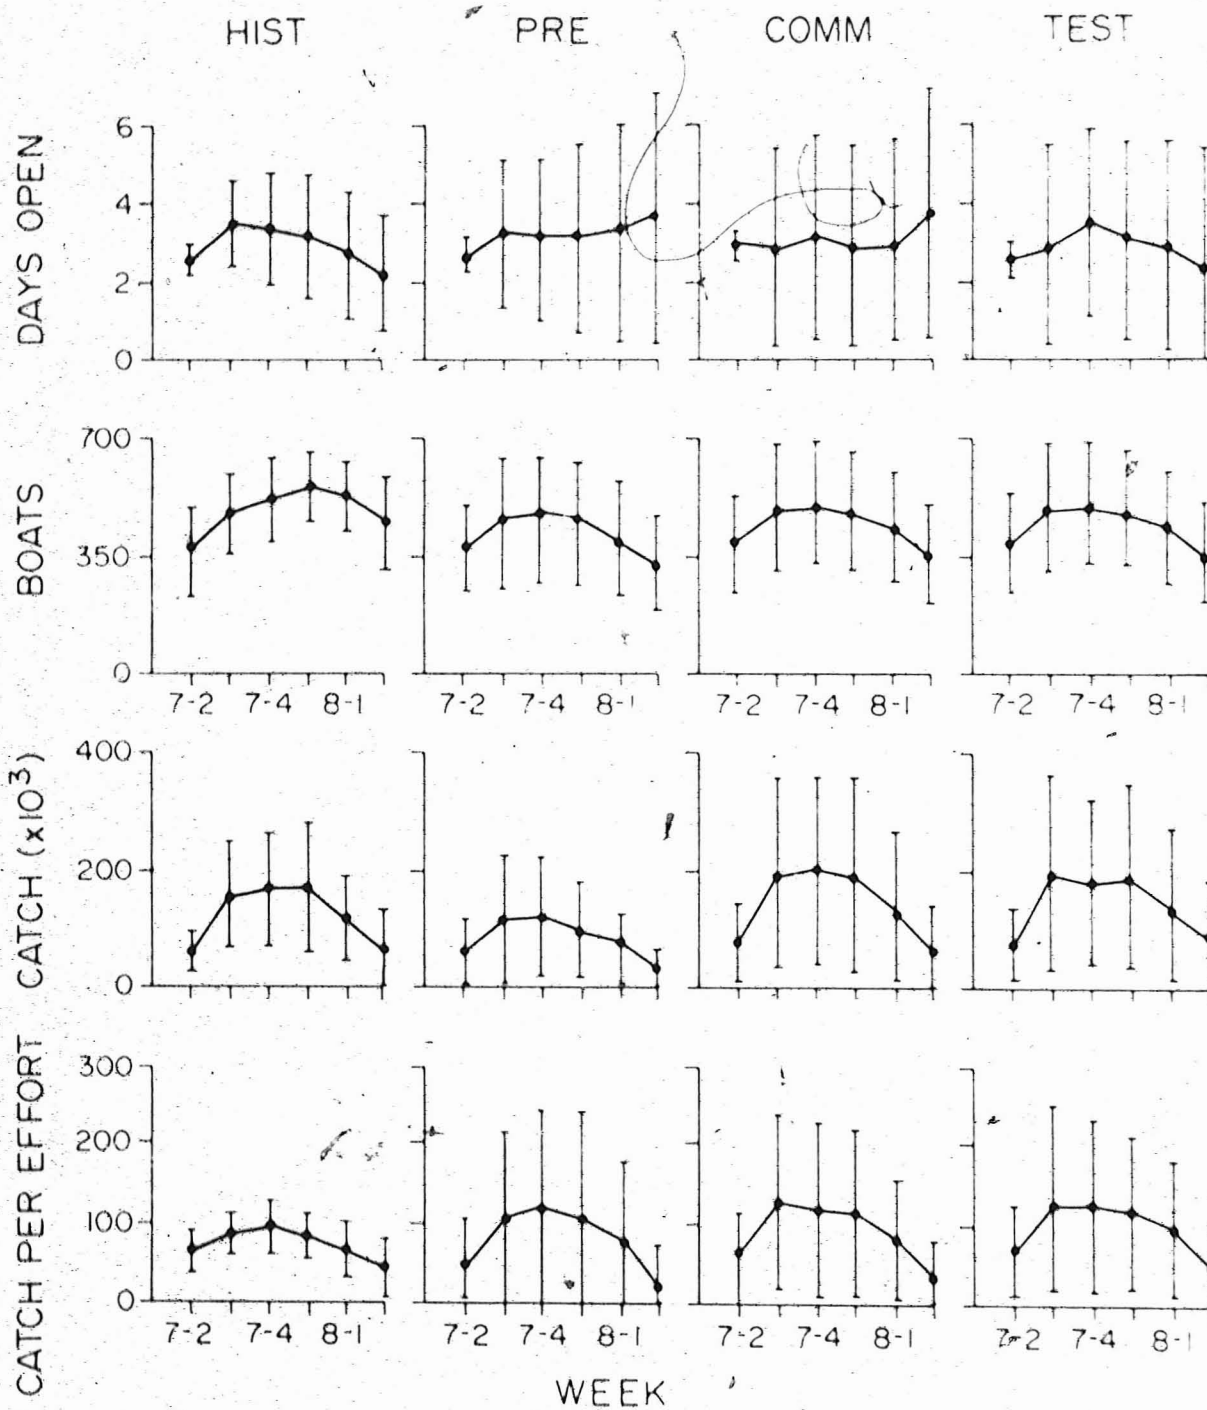 HIST PRE COMM TEST
DAYS OPEN
6
4
2
0
BOATS
700
350
0
7-2 7-4 8-1 7-2 7-4 8-1 7-2 7-4 8-1 7-2 7-4 8-1
CATCH (x10³)
400
200
0
CATCH PER EFFORT
300
200
100
0
7-2 7-4 8-1 7-2 7-4 8-1 7-2 7-4 8-1 7-2 7-4 8-1
WEEK